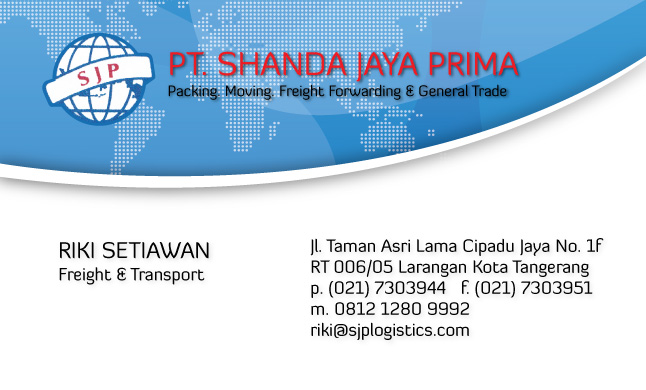 SJP
PT. SHANDA JAYA PRIMA
Packing, Moving, Freight Forwarding & General Trade
RIKI SETIAWAN
Freight & Transport
Jl. Taman Asri Lama Cipadu Jaya No. 1f
RT 006/05 Larangan Kota Tangerang
p. (021) 7303944 f. (021) 7303951
m. 0812 1280 9992
riki@sjplogistics.com